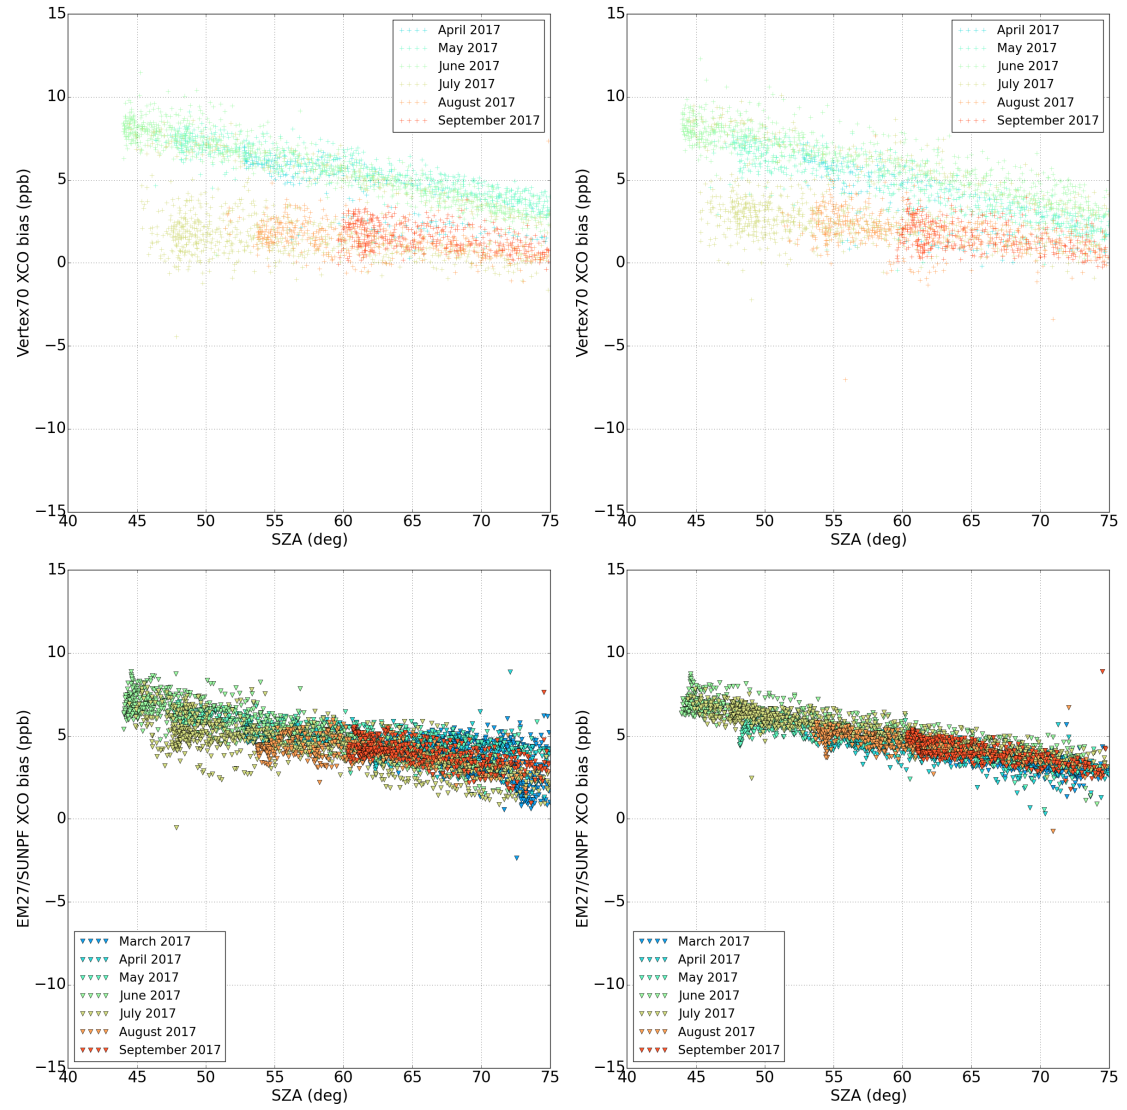 15
10
5
0
−5
−10
−15
40 45 50 55 60 65 70 75
SZA (deg)
Vertex70 XCO bias (ppb)
April 2017
May 2017
June 2017
July 2017
August 2017
September 2017
15
10
5
0
−5
−10
−15
40 45 50 55 60 65 70 75
SZA (deg)
Vertex70 XCO bias (ppb)
April 2017
May 2017
June 2017
July 2017
August 2017
September 2017
15
10
5
0
−5
−10
−15
40 45 50 55 60 65 70 75
SZA (deg)
EM27/SUNPF XCO bias (ppb)
March 2017
April 2017
May 2017
June 2017
July 2017
August 2017
September 2017
15
10
5
0
−5
−10
−15
40 45 50 55 60 65 70 75
SZA (deg)
EM27/SUNPF XCO bias (ppb)
March 2017
April 2017
May 2017
June 2017
July 2017
August 2017
September 2017